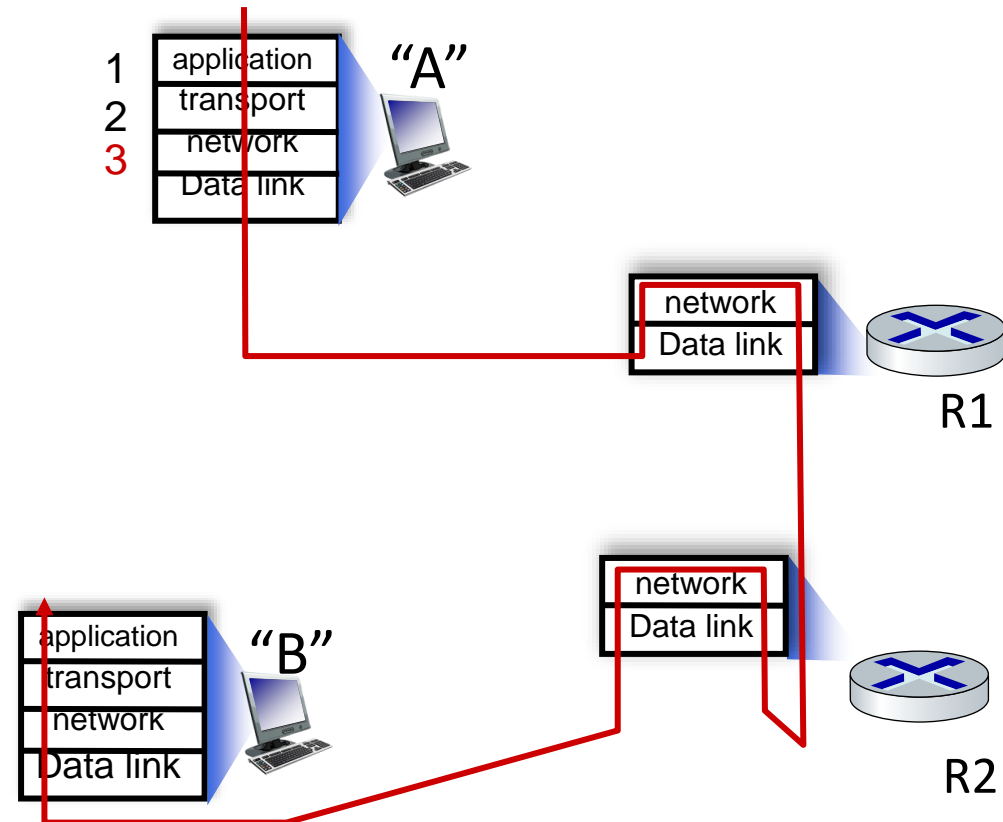 1
application
“A”
2
transport
3
network
Data link
network
Data link
R1
network
Data link
R2
application
“B”
transport
network
Data link